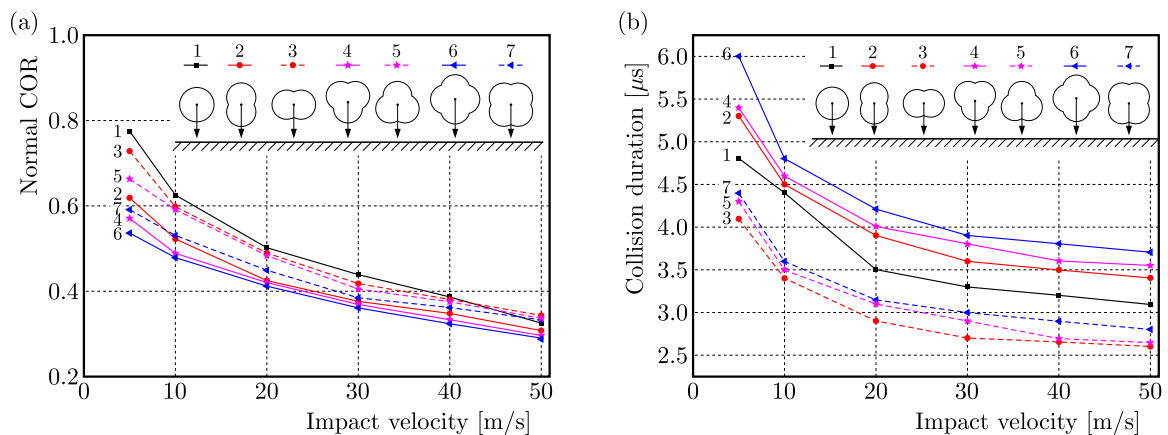 (a)
Normal COR
1.0
0.8
0.6
0.4
0.2
1 2 3 4 5 6 7
1
3
5
2
7
4
6
0 10 20 30 40 50
Impact velocity [m/s]
(b)
Collision duration [μs]
6.0
5.5
5.0
4.5
4.0
3.5
3.0
2.5
1 2 3 4 5 6 7
6
4
2
1
7
5
3
0 10 20 30 40 50
Impact velocity [m/s]